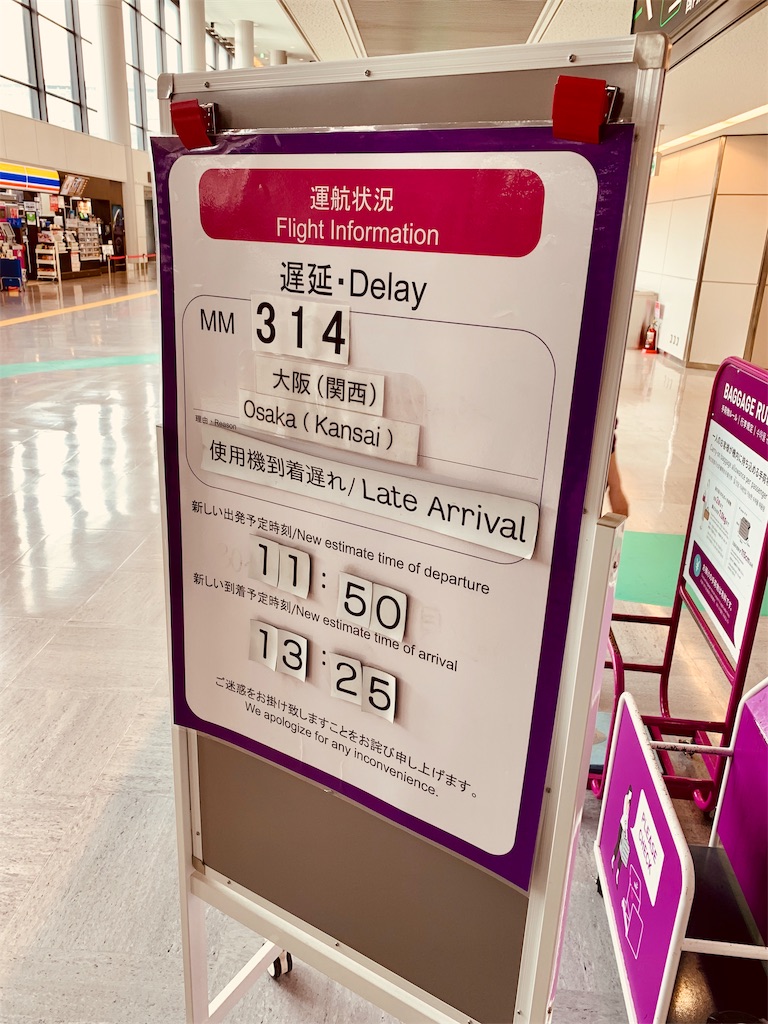 運航状況
Flight Information
遅延・Delay
MM 314
大阪（関西）
Osaka ( Kansai )
理由：Reason
使用機到着遅れ/ Late Arrival
新しい出発予定時刻/New estimate time of departure
11:50
新しい到着予定時刻/New estimate time of arrival
13:25
ご迷惑をお掛け致しますことをお詫び申し上げます。
We apologize for any inconvenience.
BAGGAGE RU
PLEASE
CHECK